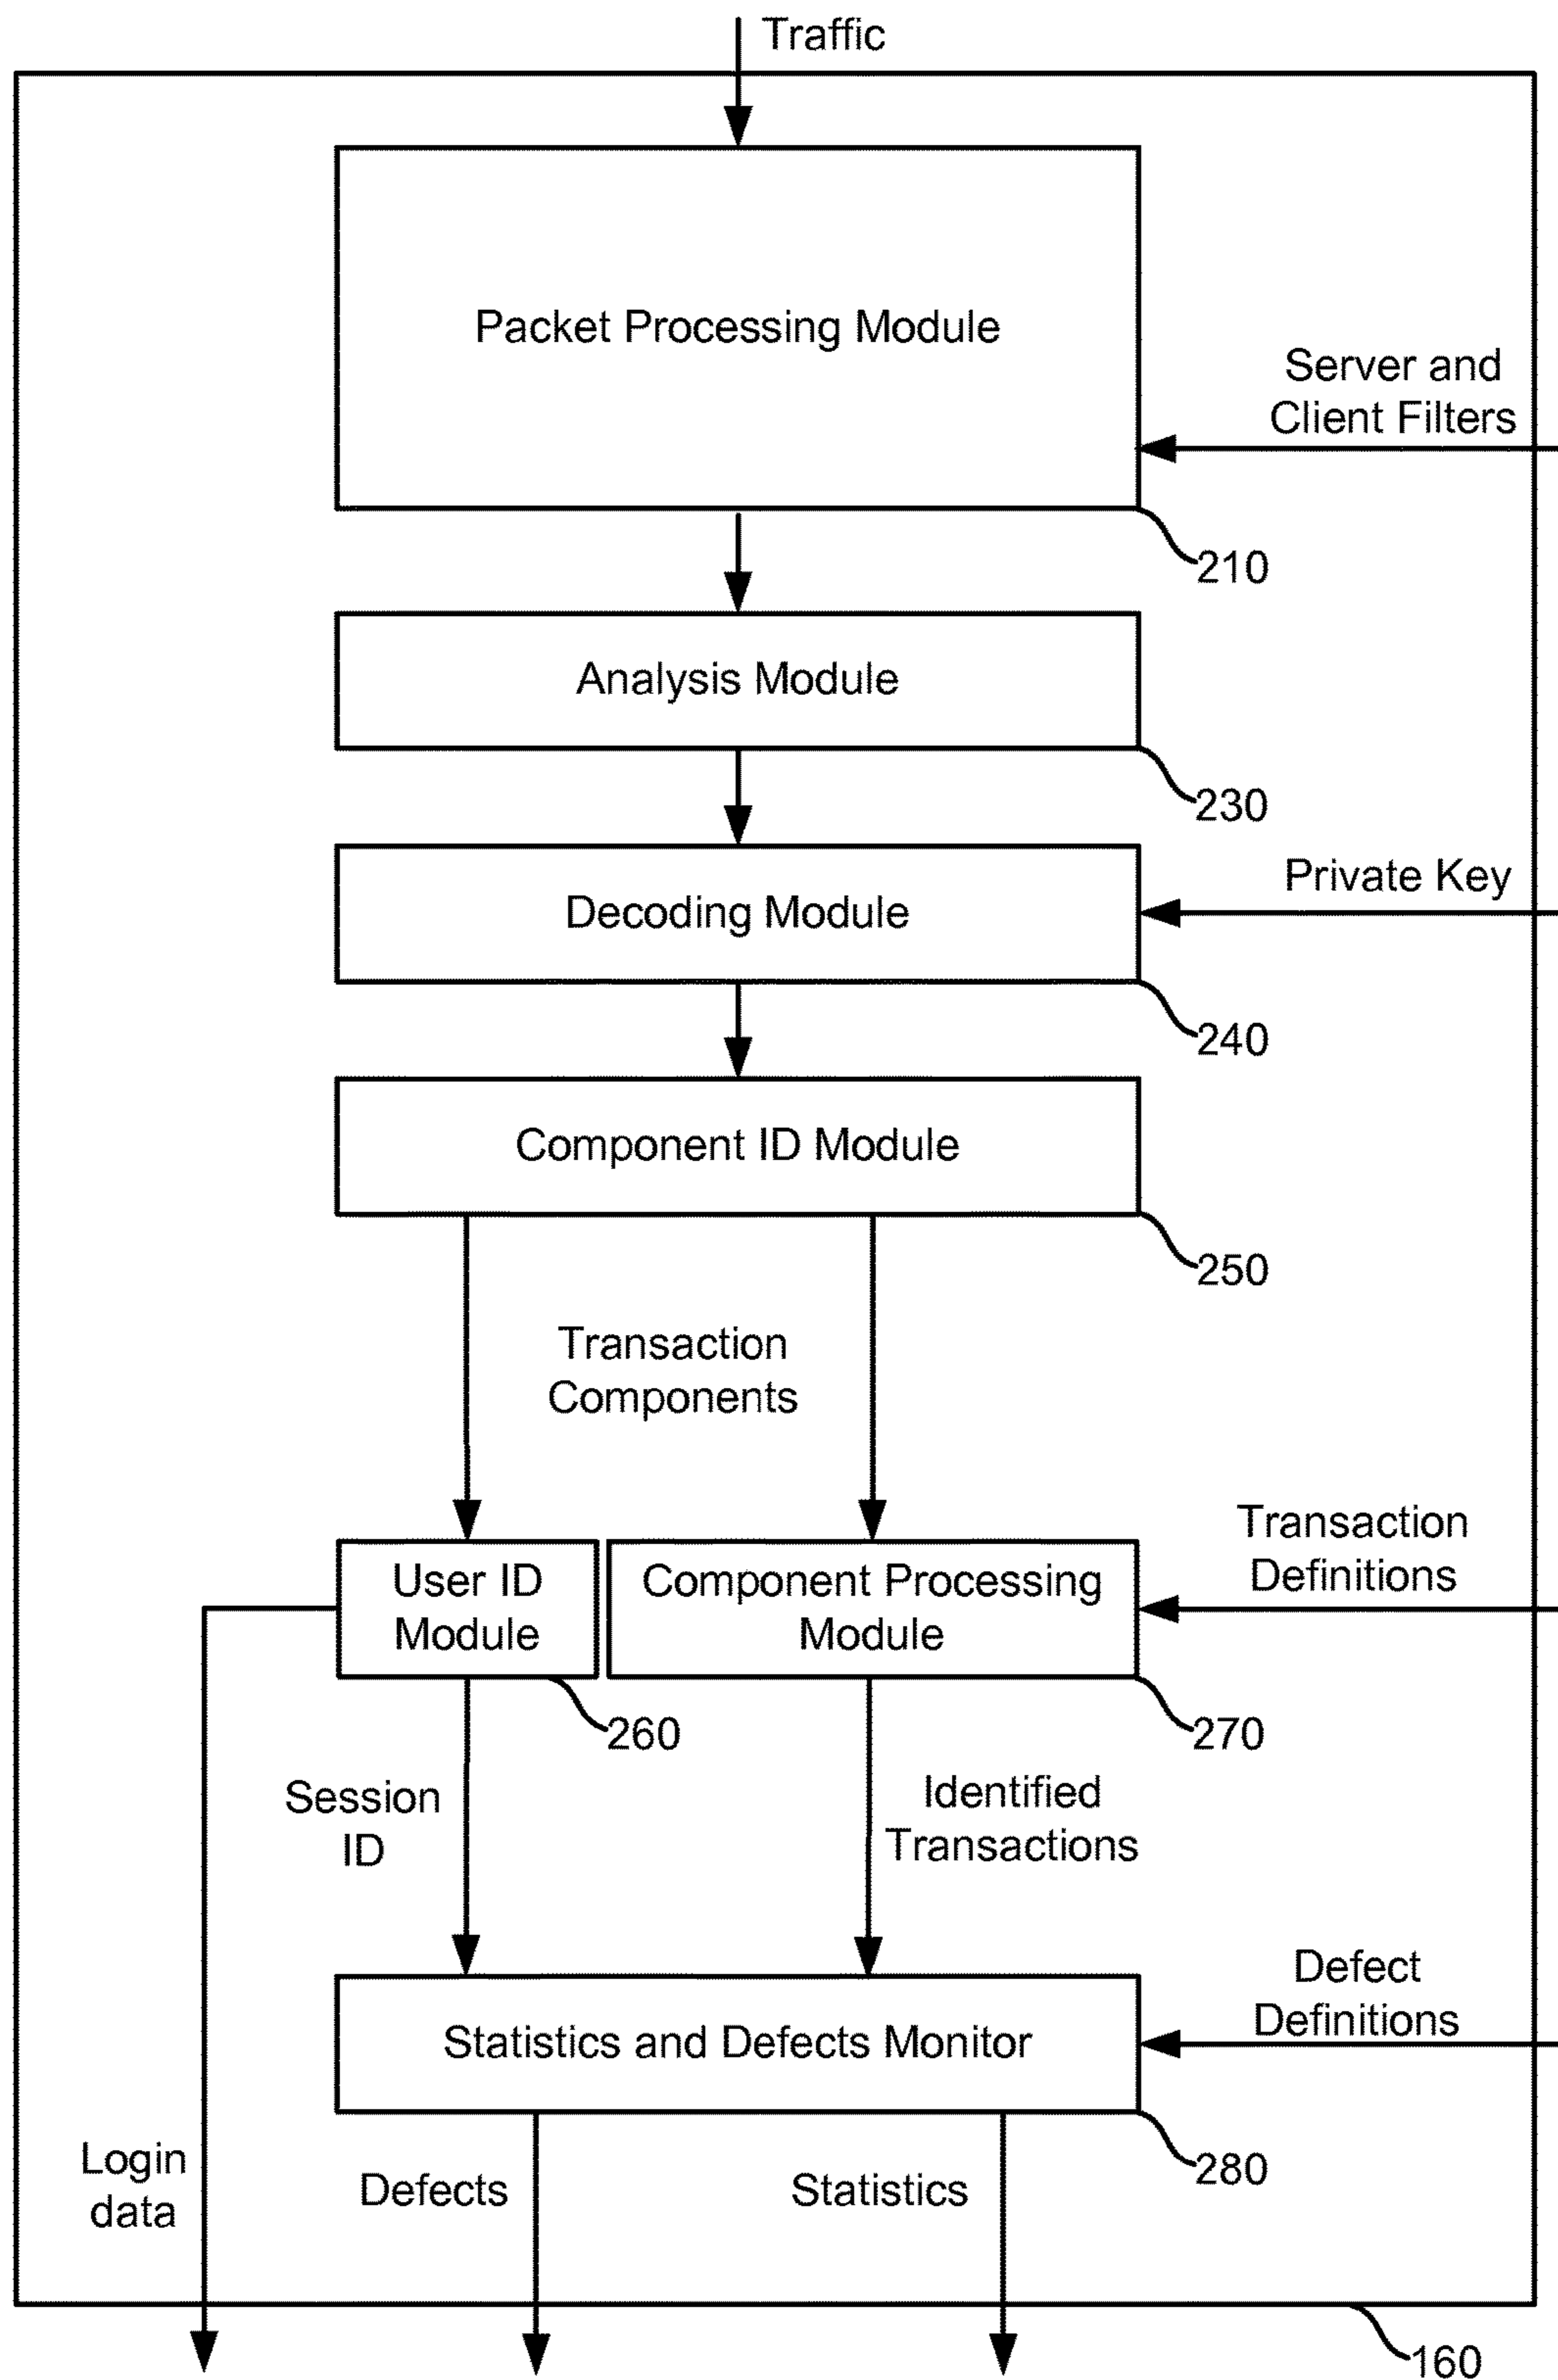 Traffic
Packet Processing Module
Server and
Client Filters
210
Analysis Module
230
Private Key
Decoding Module
240
Component ID Module
250
Transaction
Components
Transaction
Definitions
User ID
Module
Component Processing
Module
260
270
Session
ID
Identified
Transactions
Defect
Definitions
Statistics and Defects Monitor
280
Login
data
Defects
Statistics
160